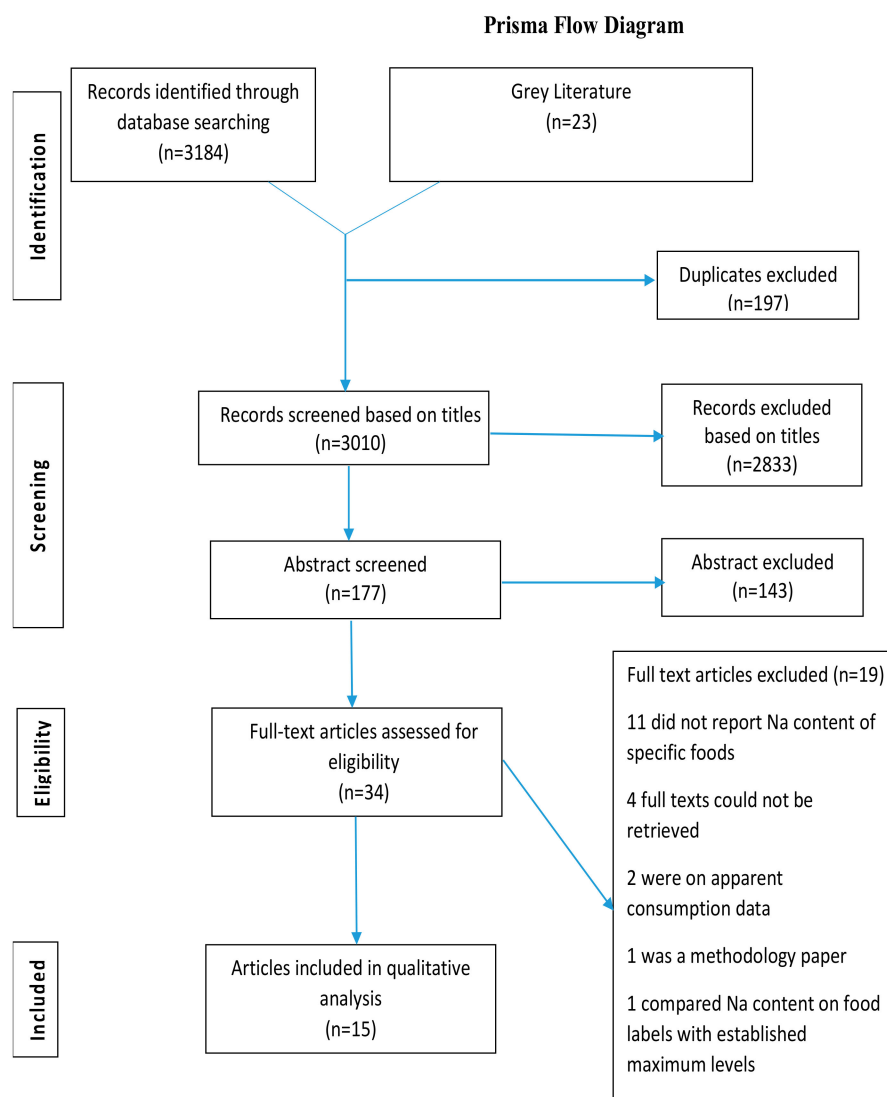 Prisma Flow Diagram
Identification
Records identified through
database searching
(n=3184)
Grey Literature
(n=23)
Duplicates excluded
(n=197)
Screening
Records screened based on titles
(n=3010)
Records excluded
based on titles
(n=2833)
Abstract screened
(n=177)
Abstract excluded
(n=143)
Eligibility
Full-text articles assessed for
eligibility
(n=34)
Full text articles excluded (n=19)
11 did not report Na content of
specific foods
4 full texts could not be
retrieved
2 were on apparent
consumption data
1 was a methodology paper
1 compared Na content on food
labels with established
maximum levels
Included
Articles included in qualitative
analysis
(n=15)